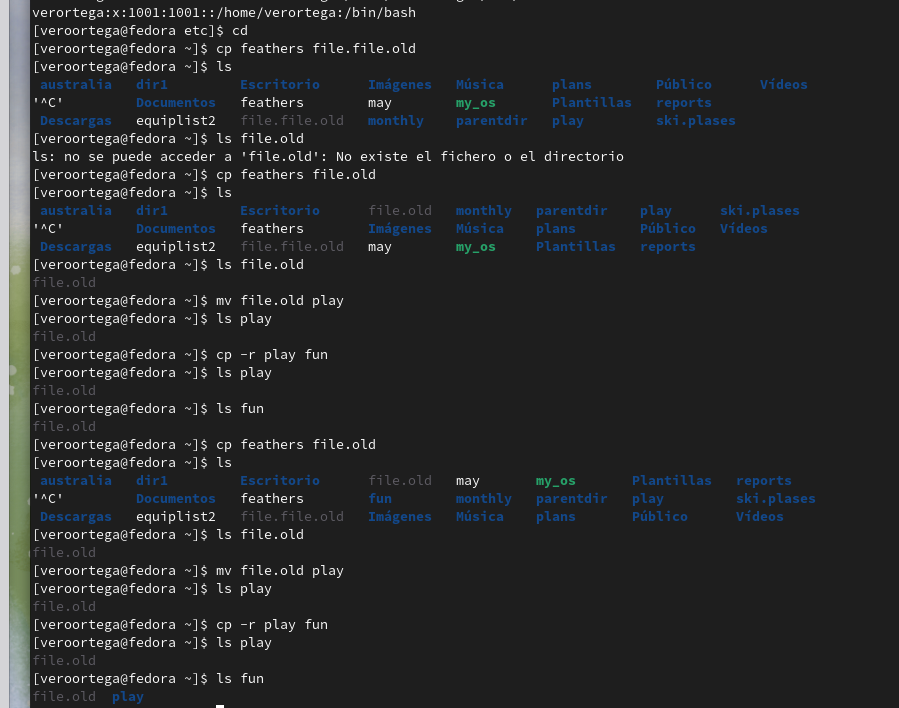 verortega:x:1001:1001::/home/verortega:/bin/bash
[veroortega@fedora etc]$ cd
[veroortega@fedora ~]$ cp feathers file.file.old
[veroortega@fedora ~]$ ls
australia dir1 Escritorio Imágenes Música plans Público Vídeos
'^C' Documentos feathers may my_os Plantillas reports
Descargas equiplist2 file.file.old monthly parentdir play ski.plases
[veroortega@fedora ~]$ ls file.old
ls: no se puede acceder a 'file.old': No existe el fichero o el directorio
[veroortega@fedora ~]$ cp feathers file.old
[veroortega@fedora ~]$ ls
australia dir1 Escritorio file.old monthly parentdir play ski.plases
'^C' Documentos feathers Imágenes Música plans Público Vídeos
Descargas equiplist2 file.file.old may my_os Plantillas reports
[veroortega@fedora ~]$ ls file.old
file.old
[veroortega@fedora ~]$ mv file.old play
[veroortega@fedora ~]$ ls play
file.old
[veroortega@fedora ~]$ cp -r play fun
[veroortega@fedora ~]$ ls play
file.old
[veroortega@fedora ~]$ ls fun
file.old
[veroortega@fedora ~]$ cp feathers file.old
[veroortega@fedora ~]$ ls
australia dir1 Escritorio file.old may my_os Plantillas reports
'^C' Documentos feathers fun monthly parentdir play ski.plases
Descargas equiplist2 file.file.old Imágenes Música plans Público Vídeos
[veroortega@fedora ~]$ ls file.old
file.old
[veroortega@fedora ~]$ mv file.old play
[veroortega@fedora ~]$ ls play
file.old
[veroortega@fedora ~]$ cp -r play fun
[veroortega@fedora ~]$ ls play
file.old
[veroortega@fedora ~]$ ls fun
file.old play